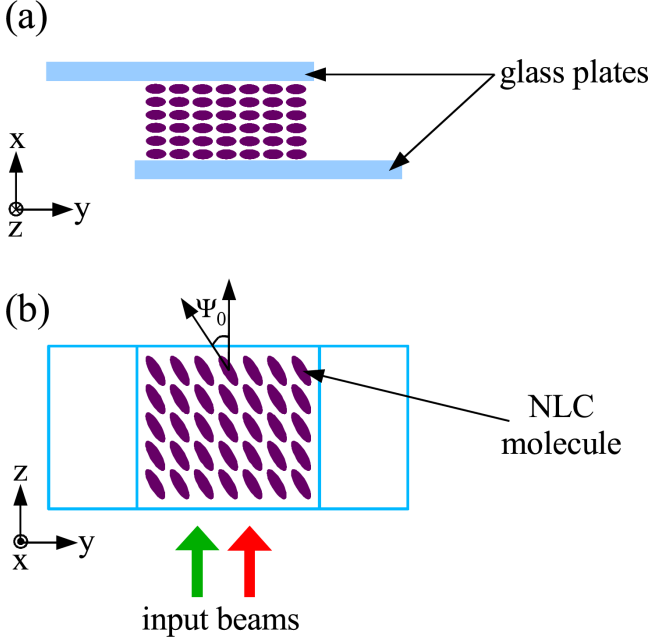 (a)
glass plates
x
y
z
(b)
Ψ0
NLC
molecule
z
y
x
input beams